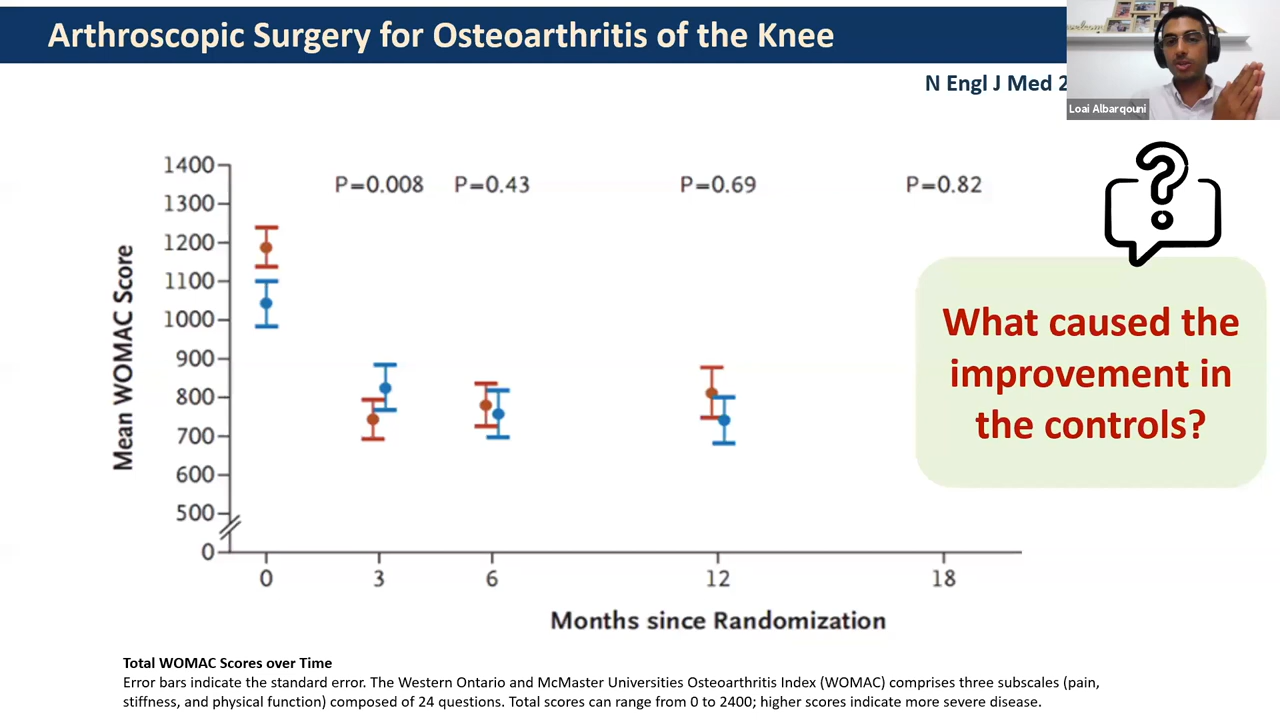 Arthroscopic Surgery for Osteoarthritis of the Knee
N Engl J Med
Loai Albarqouni
1400
P=0.008 P=0.43 P=0.69 P=0.82
1300
1200
1100
1000
900
800
700
600
500
0
Mean WOMAC Score
0 3 6 12 18
Months since Randomization
What caused the
improvement in
the controls?
Total WOMAC Scores over Time
Error bars indicate the standard error. The Western Ontario and McMaster Universities Osteoarthritis Index (WOMAC) comprises three subscales (pain,
stiffness, and physical function) composed of 24 questions. Total scores can range from 0 to 2400; higher scores indicate more severe disease.